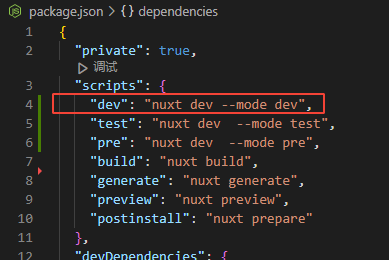 package.json > {} dependencies
1 {
2 "private": true,
调试
3 "scripts": {
4 "dev": "nuxt dev --mode dev",
5 "test": "nuxt dev  --mode test",
6 "pre": "nuxt dev  --mode pre",
7 "build": "nuxt build",
8 "generate": "nuxt generate",
9 "preview": "nuxt preview",
10 "postinstall": "nuxt prepare"
11 },
12 "devDependencies": {